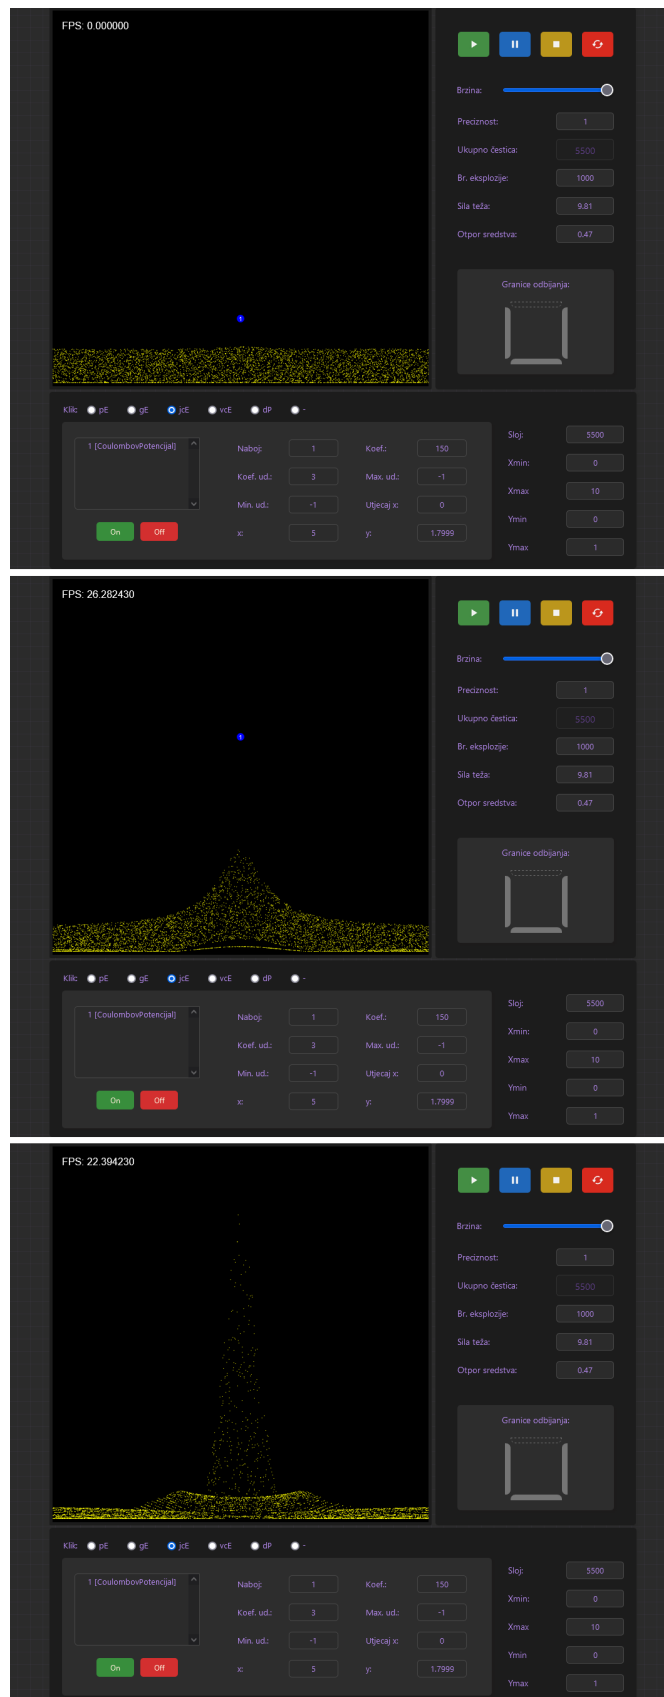 FPS: 0.000000
Brzina:
Preciznost: 1
Ukupno čestica: 5500
Br. eksplozije: 1000
Sila teža: 9.81
Otpor sredstva: 0.47
Granice odbijanja:
1
Klik: pE gE jcE vcE dP -
1 [CoulombovPotencijal]
Naboj: 1 Koef.: 150
Koef. ud.: 3 Max. ud.: -1
Min. ud.: -1 Utjecaj x: 0
x: 5 y: 1.7999
On Off
Sloj: 5500
Xmin: 0
Xmax 10
Ymin 0
Ymax 1
FPS: 26.282430
Brzina:
Preciznost: 1
Ukupno čestica: 5500
Br. eksplozije: 1000
Sila teža: 9.81
Otpor sredstva: 0.47
Granice odbijanja:
1
Klik: pE gE jcE vcE dP -
1 [CoulombovPotencijal]
Naboj: 1 Koef.: 150
Koef. ud.: 3 Max. ud.: -1
Min. ud.: -1 Utjecaj x: 0
x: 5 y: 1.7999
On Off
Sloj: 5500
Xmin: 0
Xmax 10
Ymin 0
Ymax 1
FPS: 22.394230
Brzina:
Preciznost: 1
Ukupno čestica: 5500
Br. eksplozije: 1000
Sila teža: 9.81
Otpor sredstva: 0.47
Granice odbijanja:
Klik: pE gE jcE vcE dP -
1 [CoulombovPotencijal]
Naboj: 1 Koef.: 150
Koef. ud.: 3 Max. ud.: -1
Min. ud.: -1 Utjecaj x: 0
x: 5 y: 1.7999
On Off
Sloj: 5500
Xmin: 0
Xmax 10
Ymin 0
Ymax 1